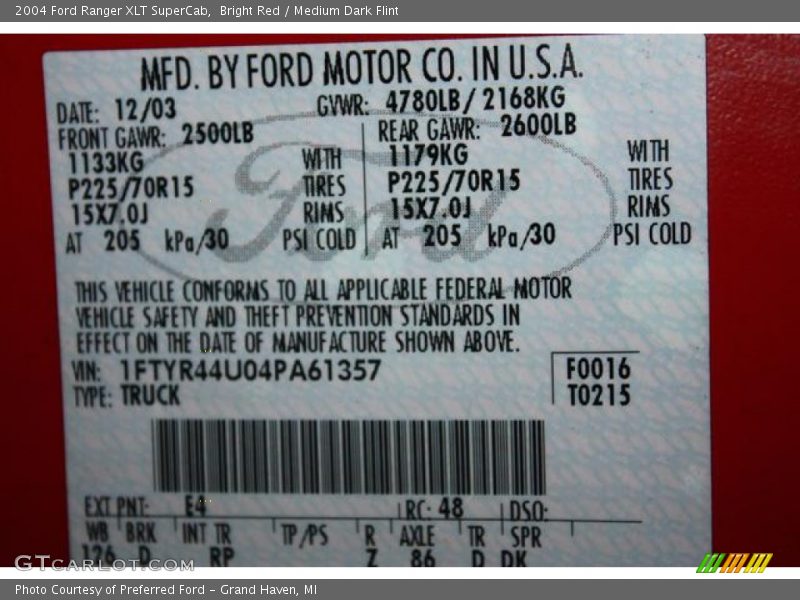 2004 Ford Ranger XLT SuperCab,  Bright Red / Medium Dark Flint
MFD. BY FORD MOTOR CO. IN U.S.A.
DATE: 12/03 GVWR: 4780LB / 2168KG
FRONT GAWR: 2500LB REAR GAWR: 2600LB
1133KG WITH 1179KG WITH
P225/70R15 TIRES P225/70R15 TIRES
15X7.0J RIMS 15X7.0J RIMS
AT 205 kPa/30 PSI COLD AT 205 kPa/30 PSI COLD
Ford
THIS VEHICLE CONFORMS TO ALL APPLICABLE FEDERAL MOTOR
VEHICLE SAFETY AND THEFT PREVENTION STANDARDS IN
EFFECT ON THE DATE OF MANUFACTURE SHOWN ABOVE.
VIN: 1FTYR44U04PA61357 F0016
TYPE: TRUCK T0215
EXT PNT: E4 RC: 48 DSO:
WB BRK INT TR TP/PS R AXLE TR SPR
126 D RP Z 86 D DK
GTCARLOT.COM
Photo Courtesy of Preferred Ford – Grand Haven, MI